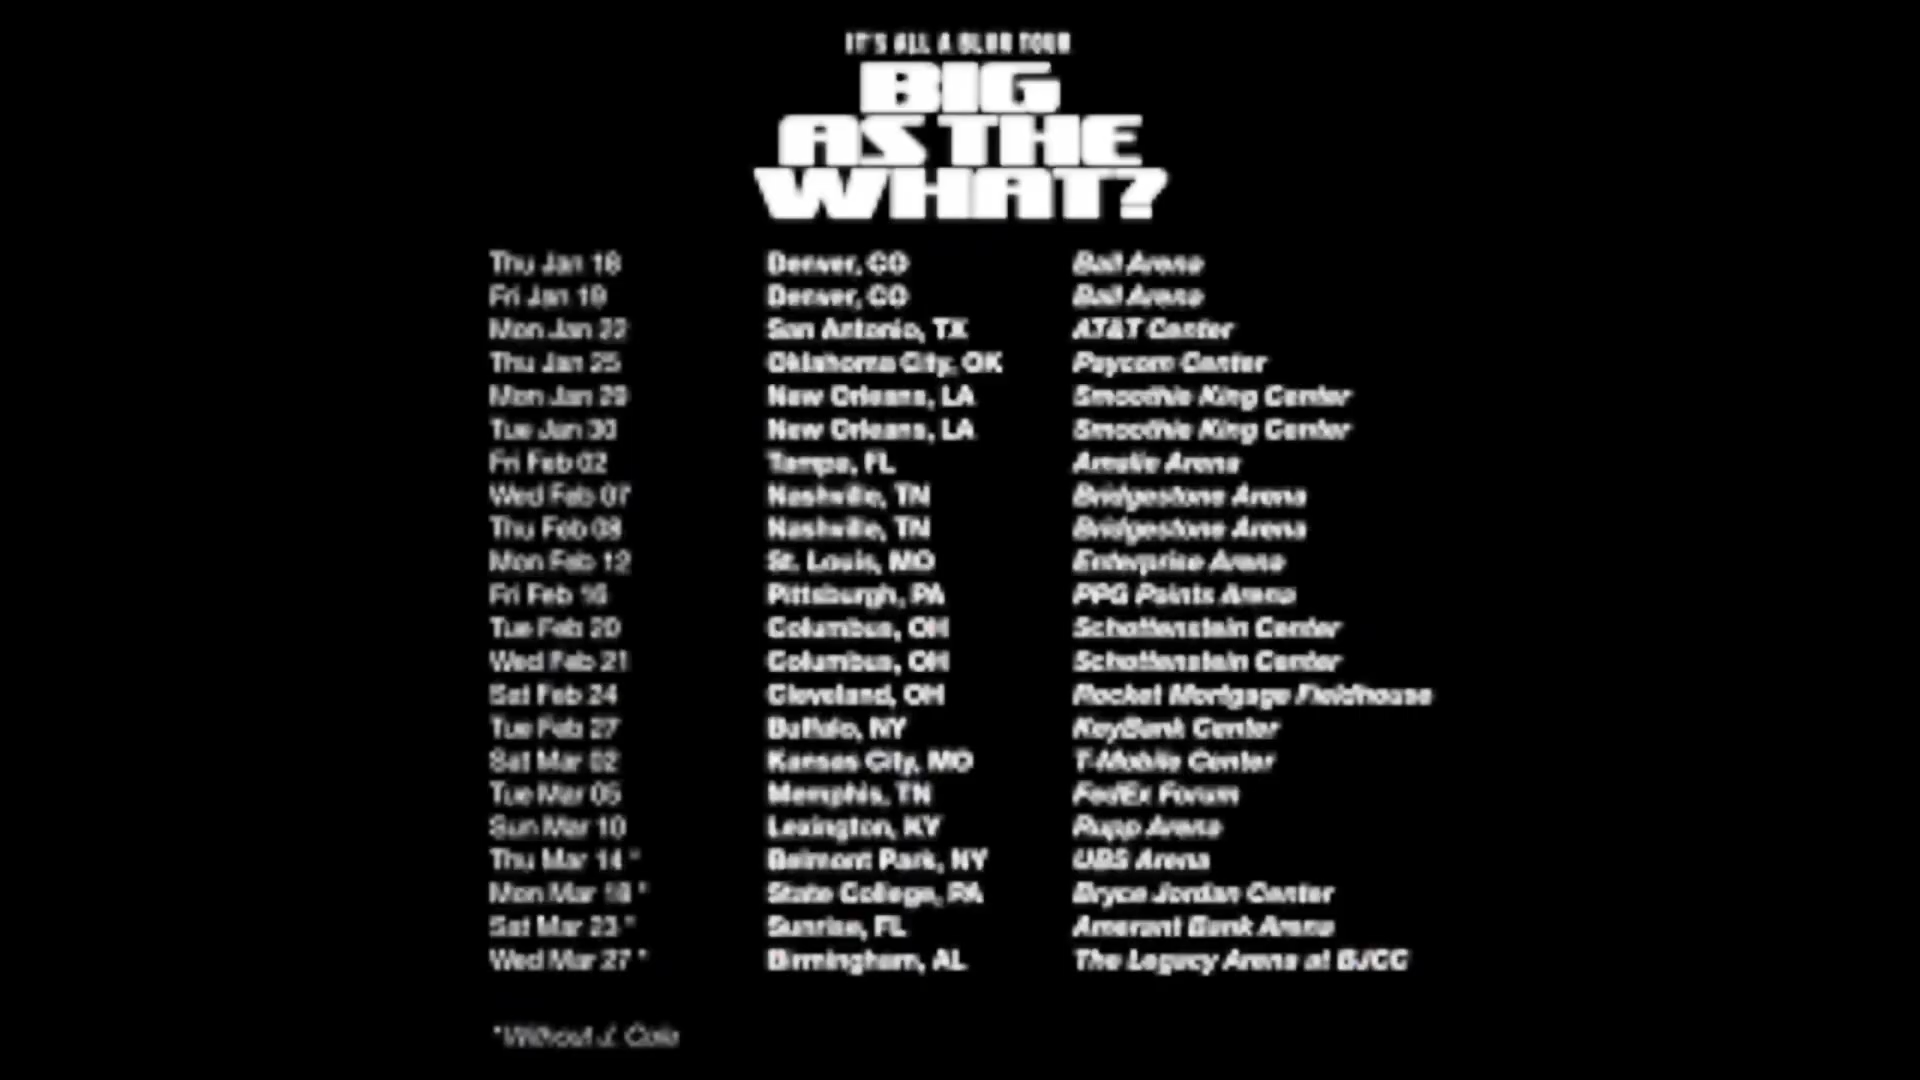 IT'S ALL A BLUR TOUR
BIG
AS THE
WHAT?
Thu Jan 18 Denver, CO Ball Arena
Fri Jan 19 Denver, CO Ball Arena
Mon Jan 22 San Antonio, TX AT&T Center
Thu Jan 25 Oklahoma City, OK Paycom Center
Mon Jan 29 New Orleans, LA Smoothie King Center
Tue Jan 30 New Orleans, LA Smoothie King Center
Fri Feb 02 Tampa, FL Amalie Arena
Wed Feb 07 Nashville, TN Bridgestone Arena
Thu Feb 08 Nashville, TN Bridgestone Arena
Mon Feb 12 St. Louis, MO Enterprise Arena
Fri Feb 16 Pittsburgh, PA PPG Paints Arena
Tue Feb 20 Columbus, OH Schottenstein Center
Wed Feb 21 Columbus, OH Schottenstein Center
Sat Feb 24 Cleveland, OH Rocket Mortgage Fieldhouse
Tue Feb 27 Buffalo, NY KeyBank Center
Sat Mar 02 Kansas City, MO T-Mobile Center
Tue Mar 05 Memphis, TN FedEx Forum
Sun Mar 10 Lexington, KY Rupp Arena
Thu Mar 14 * Belmont Park, NY UBS Arena
Mon Mar 18 * State College, PA Bryce Jordan Center
Sat Mar 23 * Sunrise, FL Amerant Bank Arena
Wed Mar 27 * Birmingham, AL The Legacy Arena at BJCC
*Without J. Cole